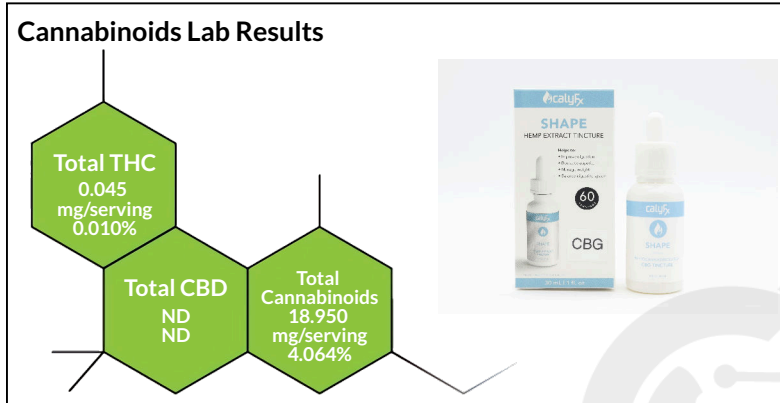 Cannabinoids Lab Results
Total THC
0.045
mg/serving
0.010%
Total CBD
ND
ND
Total
Cannabinoids
18.950
mg/serving
4.064%
calyFx
SHAPE
HEMP EXTRACT TINCTURE
60
CBG
calyFx
SHAPE